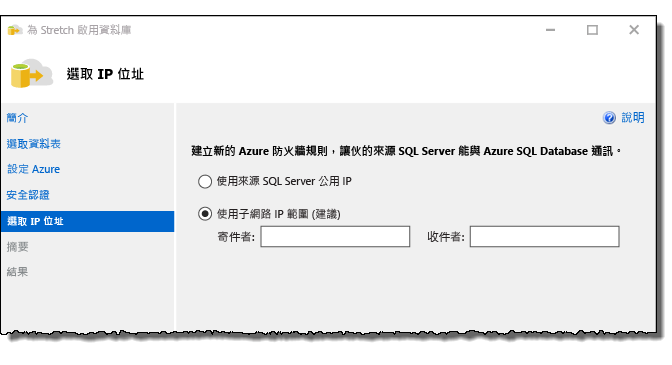 為 Stretch 啟用資料庫
選取 IP 位址
簡介
說明
選取資料表
建立新的 Azure 防火牆規則，讓伙的來源 SQL Server 能與 Azure SQL Database 通訊。
設定 Azure
使用來源 SQL Server 公用 IP
安全認證
選取 IP 位址
使用子網路 IP 範圍 (建議)
寄件者: 收件者:
摘要
結果